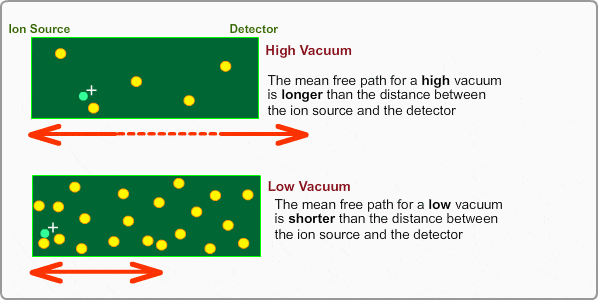 Ion Source
Detector
High Vacuum
The mean free path for a high vacuum
is longer than the distance between
the ion source and the detector
+
Low Vacuum
The mean free path for a low vacuum
is shorter than the distance between
the ion source and the detector
+